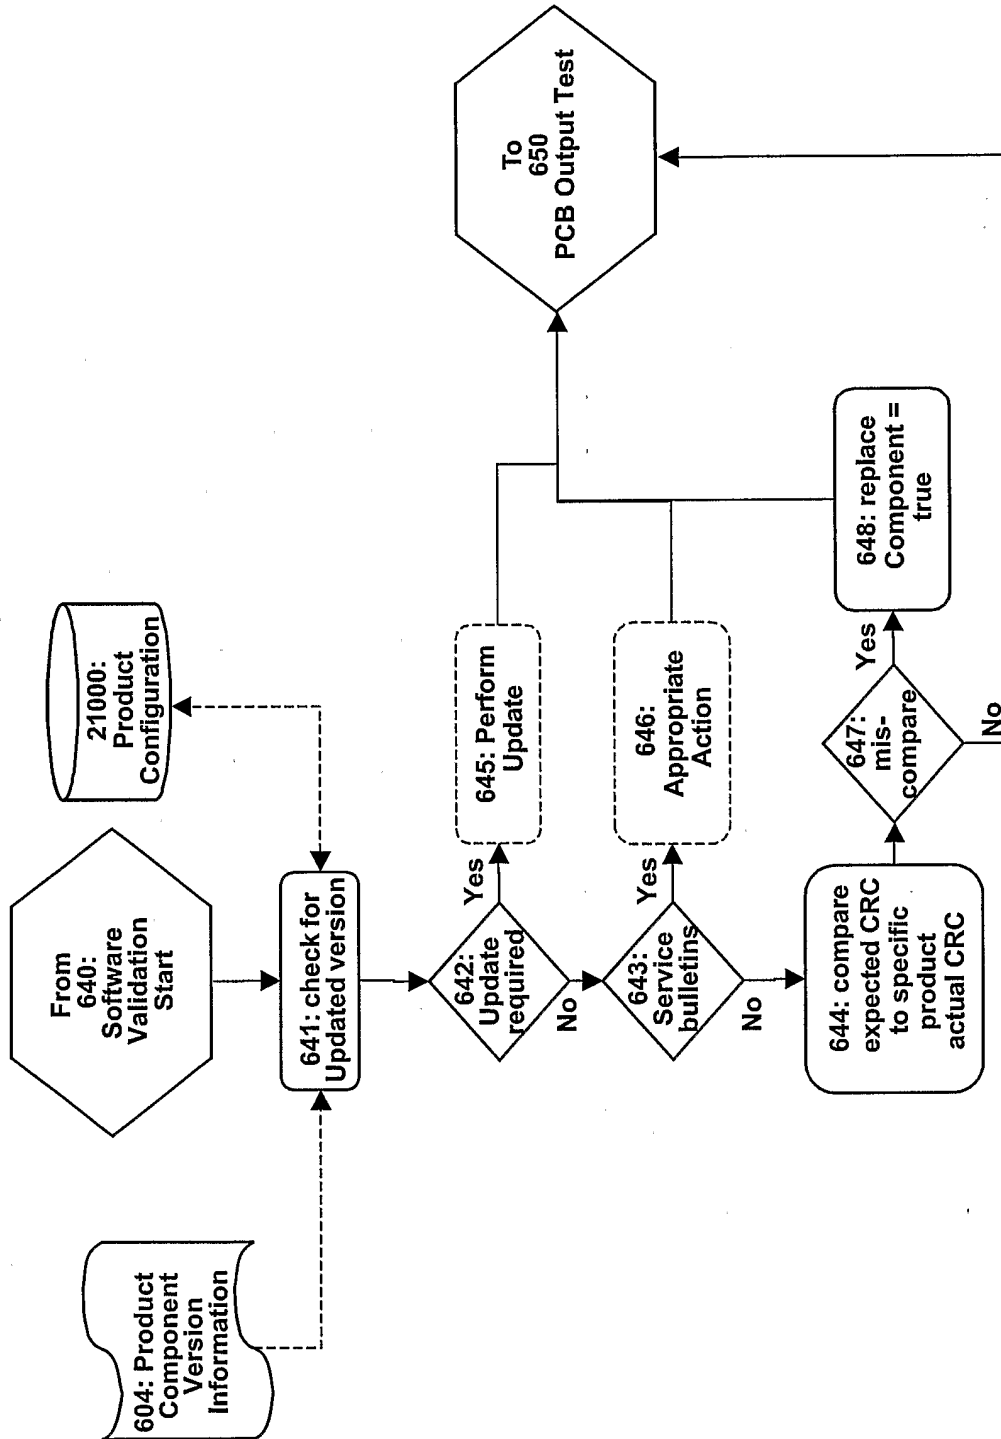 604: Product
Component
Version
Information
From
640:
Software
Validation
Start
21000:
Product
Configuration
641: check for
Updated version
642:
Update
required
Yes
No
645: Perform
Update
643:
Service
bulletins
Yes
No
646:
Appropriate
Action
644: compare
expected CRC
to specific
product
actual CRC
647:
mis-
compare
Yes
No
648: replace
Component =
true
To
650
PCB Output Test